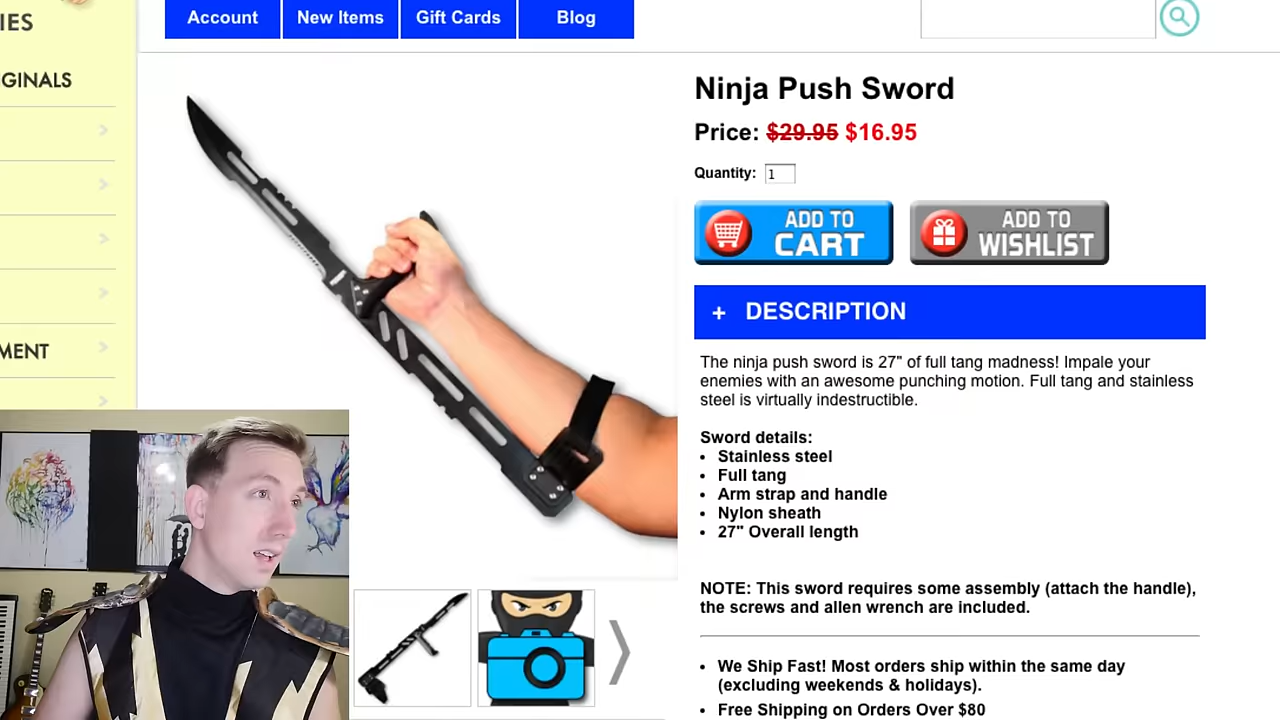 Account
New Items
Gift Cards
Blog
IES
GINALS
MENT
Ninja Push Sword
Price: $29.95 $16.95
Quantity: 1
ADD TO
CART
ADD TO
WISHLIST
+ DESCRIPTION
The ninja push sword is 27" of full tang madness! Impale your
enemies with an awesome punching motion. Full tang and stainless
steel is virtually indestructible.
Sword details:
• Stainless steel
• Full tang
• Arm strap and handle
• Nylon sheath
• 27" Overall length
NOTE: This sword requires some assembly (attach the handle),
the screws and allen wrench are included.
• We Ship Fast! Most orders ship within the same day
(excluding weekends & holidays).
• Free Shipping on Orders Over $80